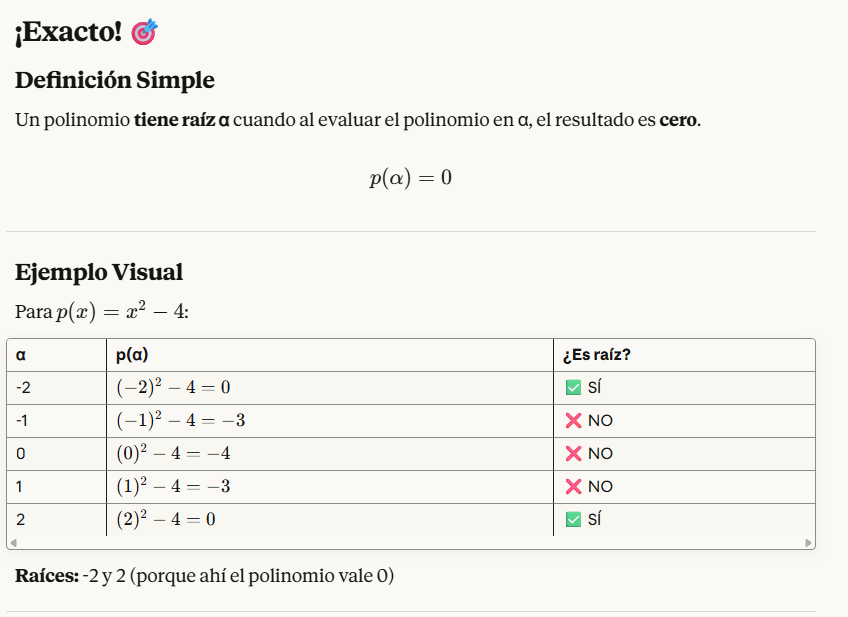 ¡Exacto! 🎯
Definición Simple
Un polinomio tiene raíz α cuando al evaluar el polinomio en α, el resultado es cero.
p(α) = 0
Ejemplo Visual
Para p(x) = x² − 4:
α p(α) ¿Es raíz?
-2 (−2)² − 4 = 0 ✅ SÍ
-1 (−1)² − 4 = −3 ❌ NO
0 (0)² − 4 = −4 ❌ NO
1 (1)² − 4 = −3 ❌ NO
2 (2)² − 4 = 0 ✅ SÍ
Raíces: -2 y 2 (porque ahí el polinomio vale 0)